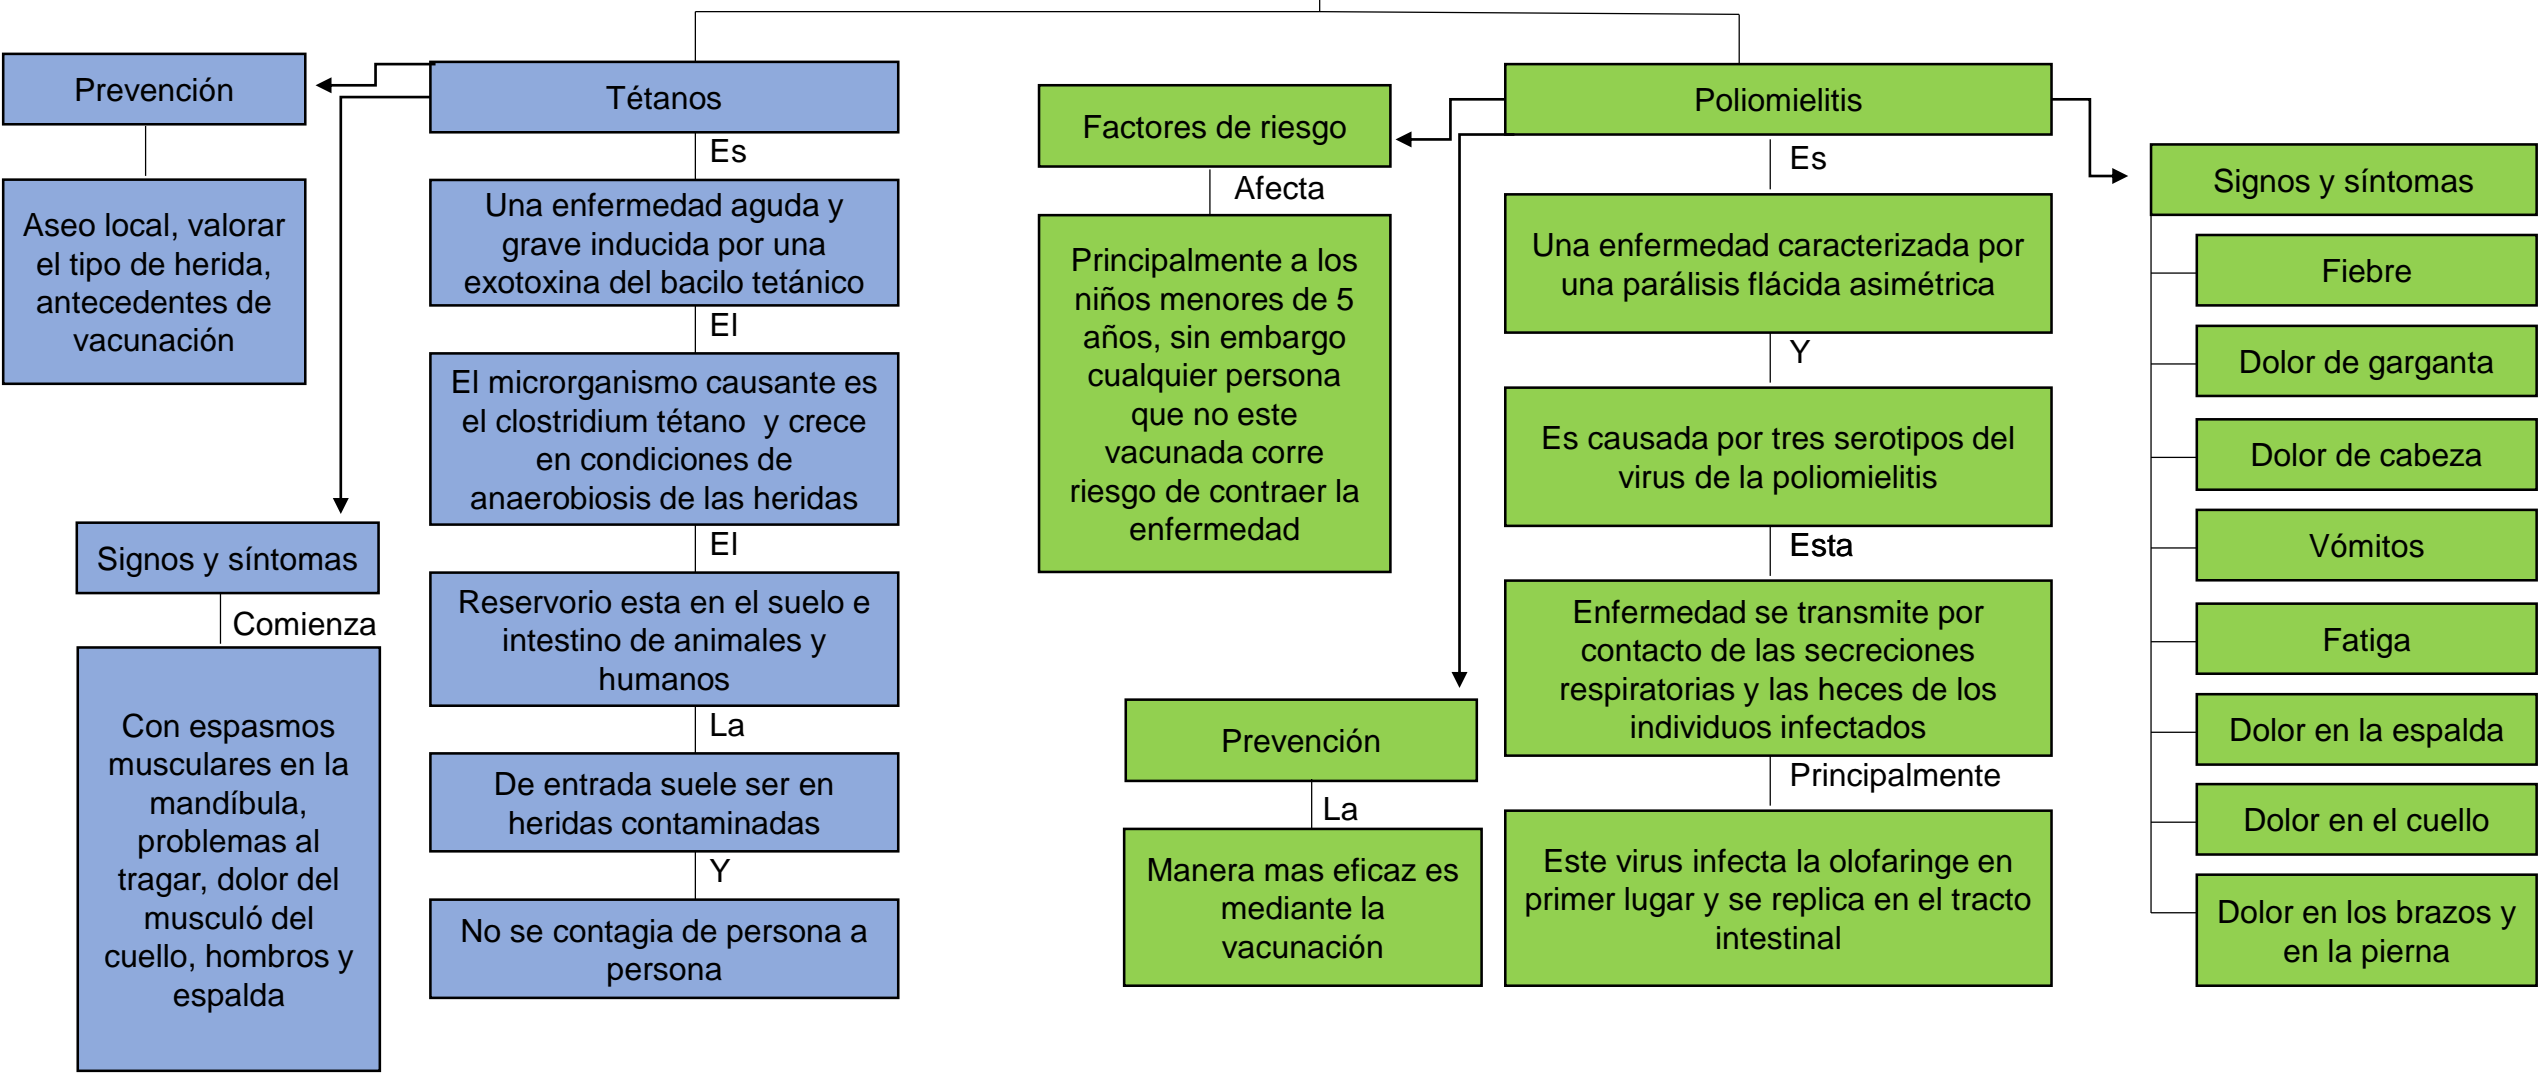 Prevención
Aseo local, valorar
el tipo de herida,
antecedentes de
vacunación
Signos y síntomas
Comienza
Con espasmos
musculares en la
mandíbula,
problemas al
tragar, dolor del
musculó del
cuello, hombros y
espalda
Tétanos
Es
Una enfermedad aguda y
grave inducida por una
exotoxina del bacilo tetánico
El
El microrganismo causante es
el clostridium tétano y crece
en condiciones de
anaerobiosis de las heridas
El
Reservorio esta en el suelo e
intestino de animales y
humanos
La
De entrada suele ser en
heridas contaminadas
Y
No se contagia de persona a
persona
Factores de riesgo
Afecta
Principalmente a los
niños menores de 5
años, sin embargo
cualquier persona
que no este
vacunada corre
riesgo de contraer la
enfermedad
Prevención
La
Manera mas eficaz es
mediante la
vacunación
Poliomielitis
Es
Una enfermedad caracterizada por
una parálisis flácida asimétrica
Y
Es causada por tres serotipos del
virus de la poliomielitis
Esta
Enfermedad se transmite por
contacto de las secreciones
respiratorias y las heces de los
individuos infectados
Principalmente
Este virus infecta la olofaringe en
primer lugar y se replica en el tracto
intestinal
Signos y síntomas
Fiebre
Dolor de garganta
Dolor de cabeza
Vómitos
Fatiga
Dolor en la espalda
Dolor en el cuello
Dolor en los brazos y
en la pierna